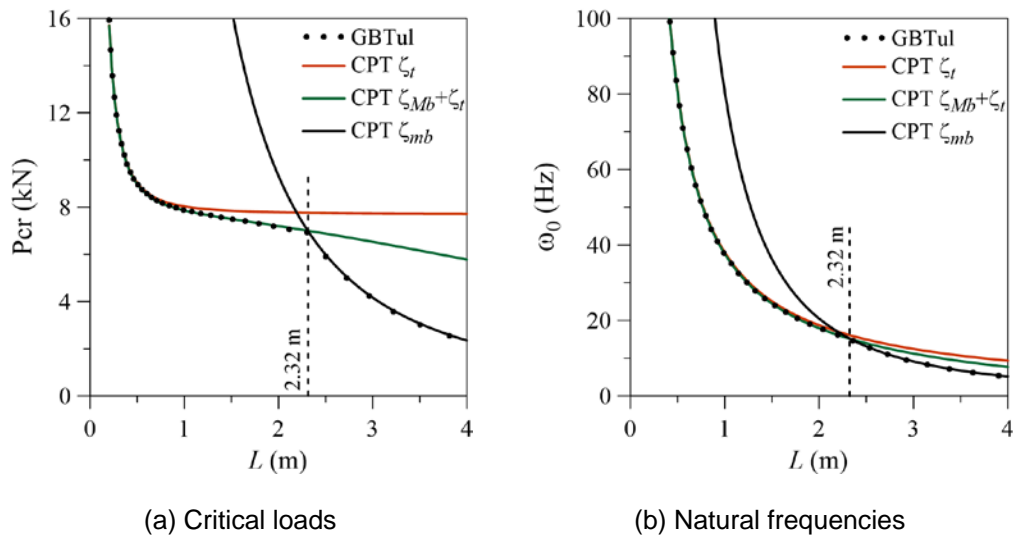 16
12
8
4
0
Pcr (kN)
GBTul
CPT ζt
CPT ζMb+ζt
CPT ζmb
2.32 m
0 1 2 3 4
L (m)
(a) Critical loads
100
80
60
40
20
0
ω0 (Hz)
GBTul
CPT ζt
CPT ζMb+ζt
CPT ζmb
2.32 m
0 1 2 3 4
L (m)
(b) Natural frequencies